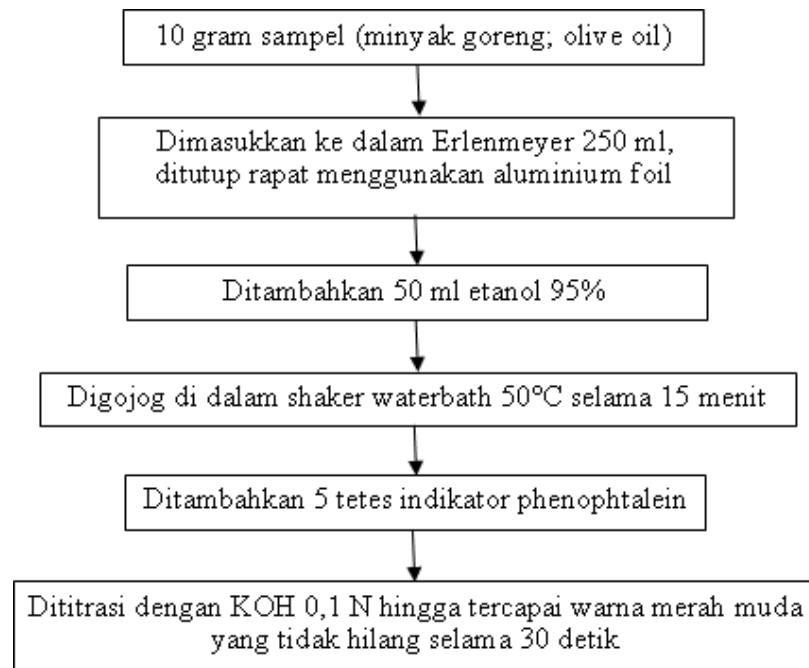 10 gram sampel (minyak goreng; olive oil)
Dimasukkan ke dalam Erlenmeyer 250 ml,
ditutup rapat menggunakan aluminium foil
Ditambahkan 50 ml etanol 95%
Digojog di dalam shaker waterbath 50°C selama 15 menit
Ditambahkan 5 tetes indikator phenophtalein
Dititrasi dengan KOH 0,1 N hingga tercapai warna merah muda
yang tidak hilang selama 30 detik